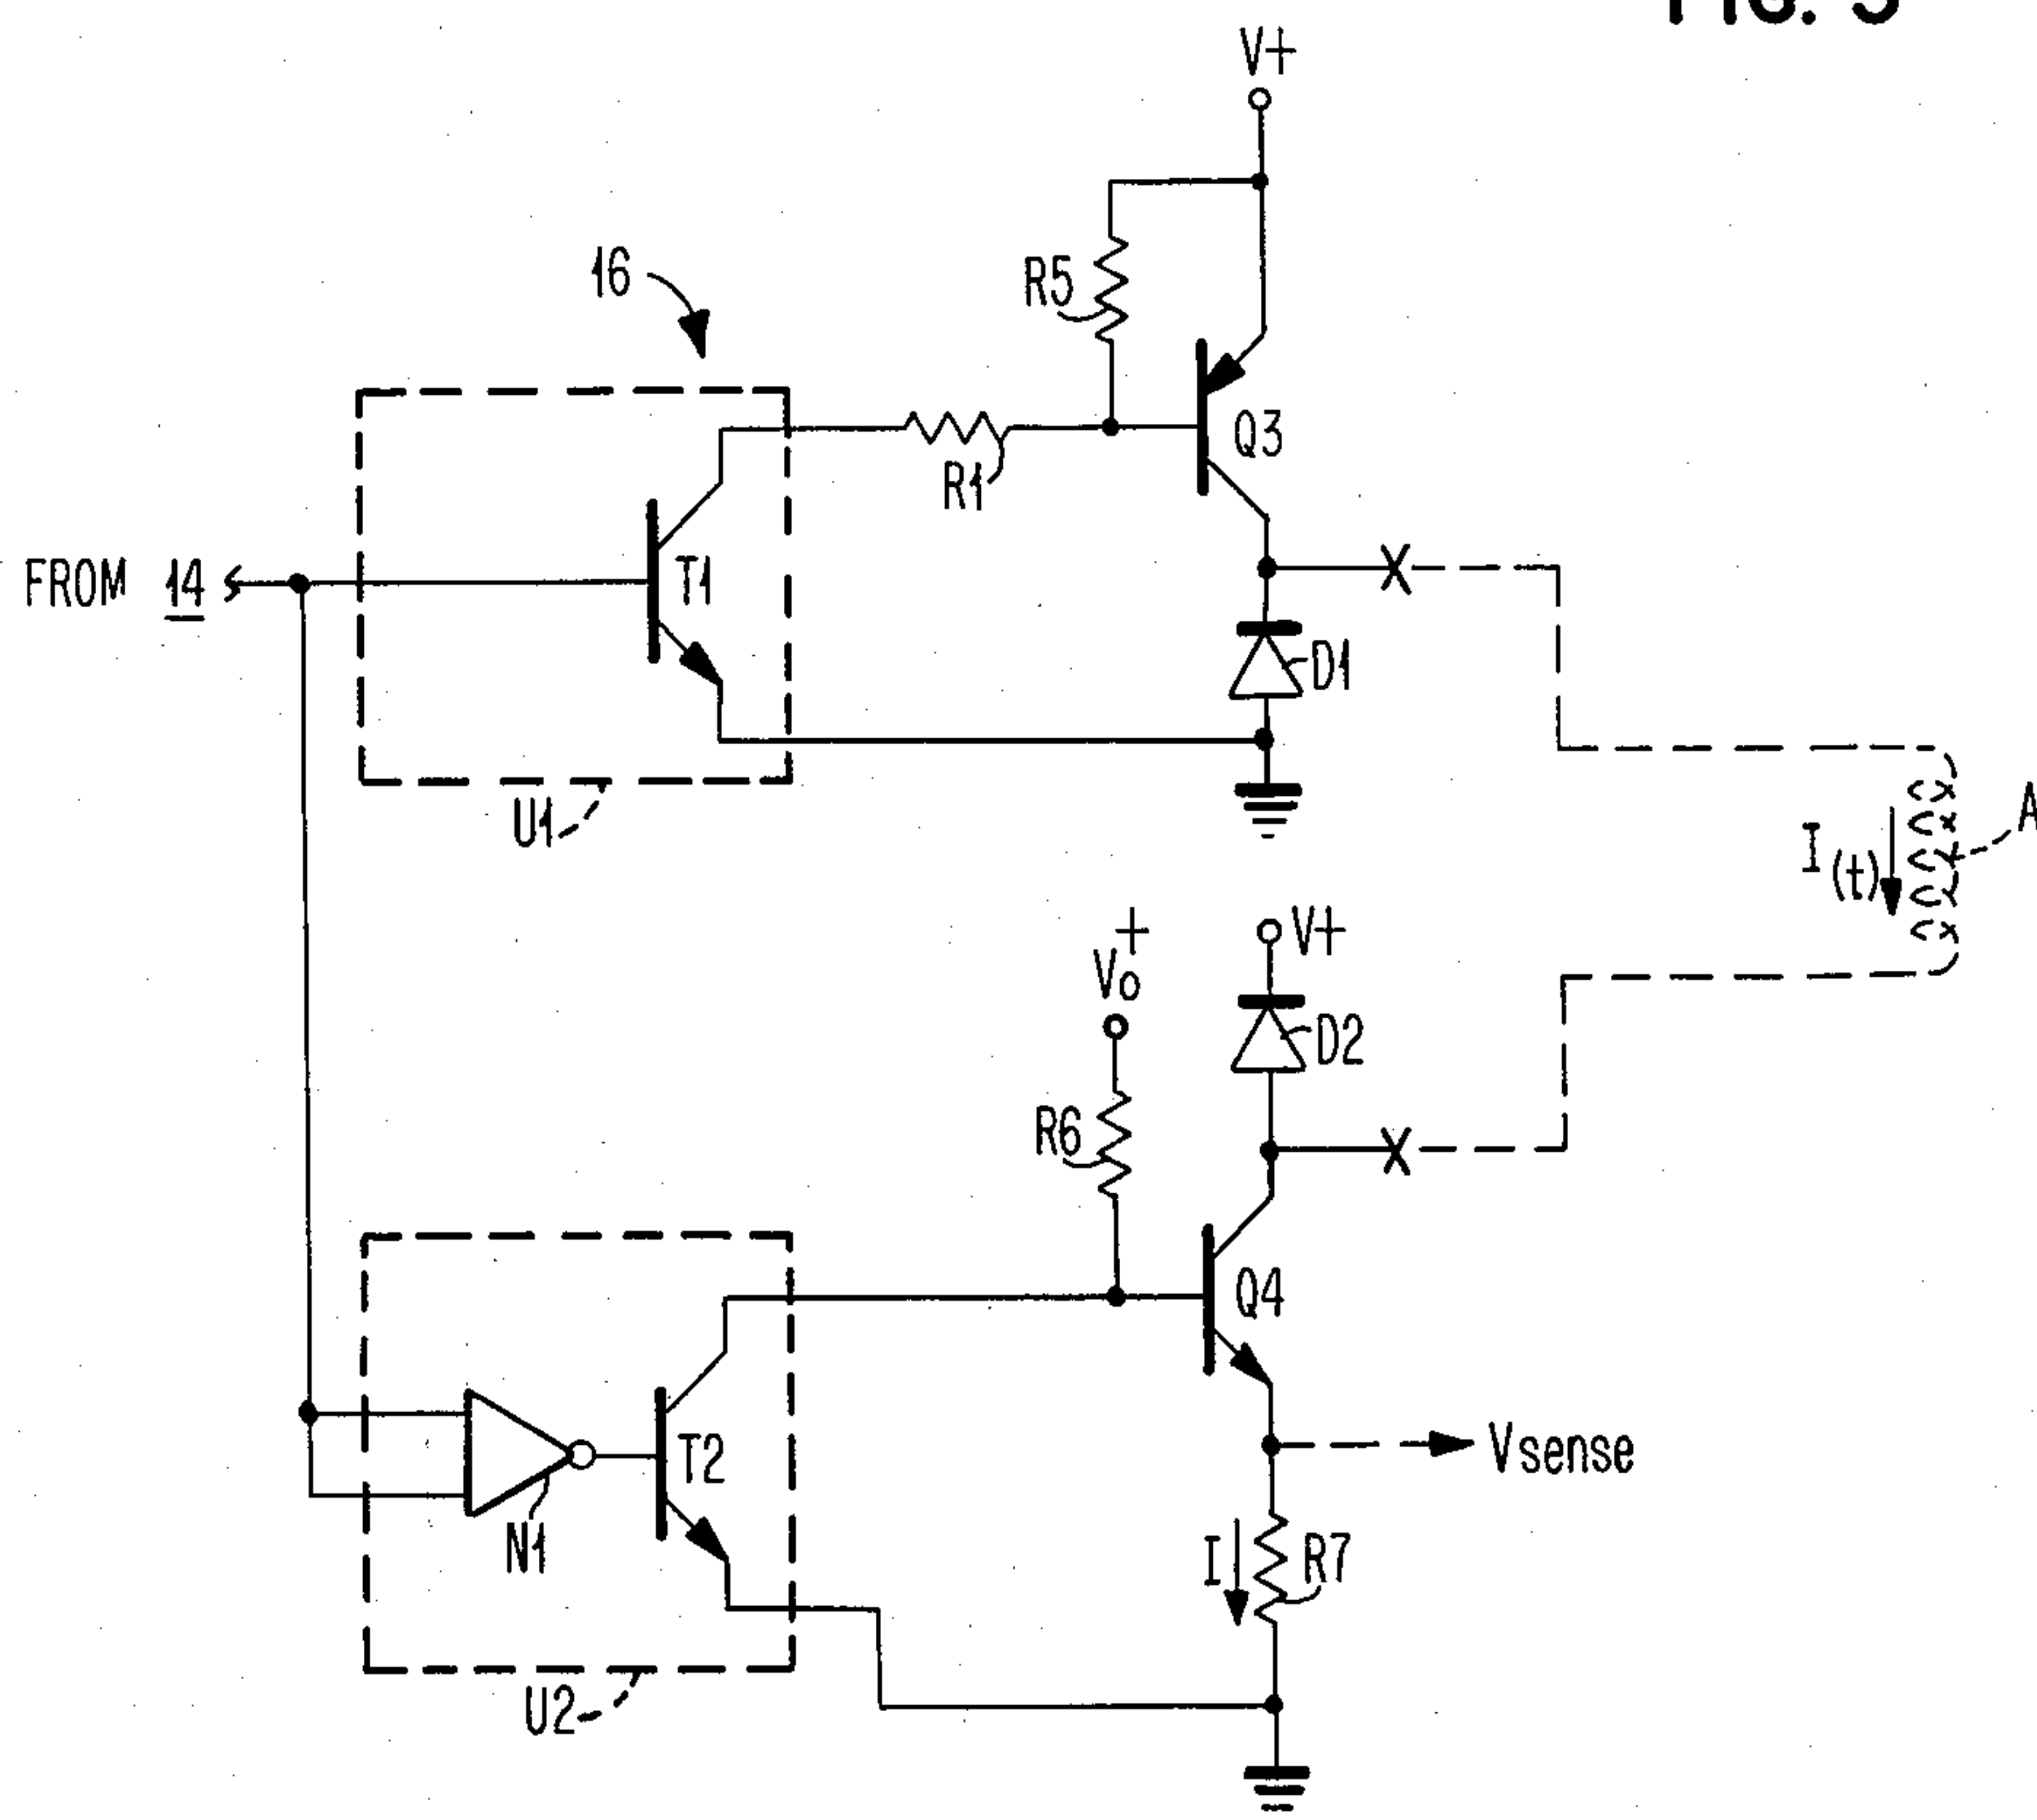 FIG. 3
V+
16
R5
Q3
R1
FROM 14
T1
X
D1
U1
A
I(t)
V+
Vo+
D2
R6
X
Q4
T2
Vsense
N1
I
R7
U2